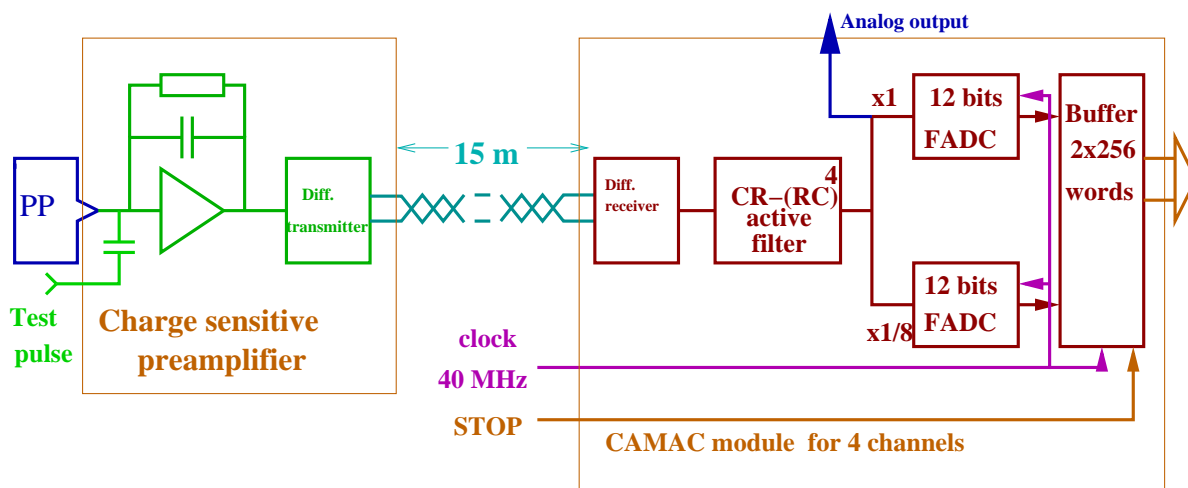 Analog output
PP
Test
pulse
Charge sensitive
preamplifier
Diff.
transmitter
15 m
Diff.
receiver
4
CR−(RC)
active
filter
x1
12 bits
FADC
12 bits
FADC
x1/8
Buffer
2x256
words
clock
40 MHz
STOP
CAMAC module for 4 channels